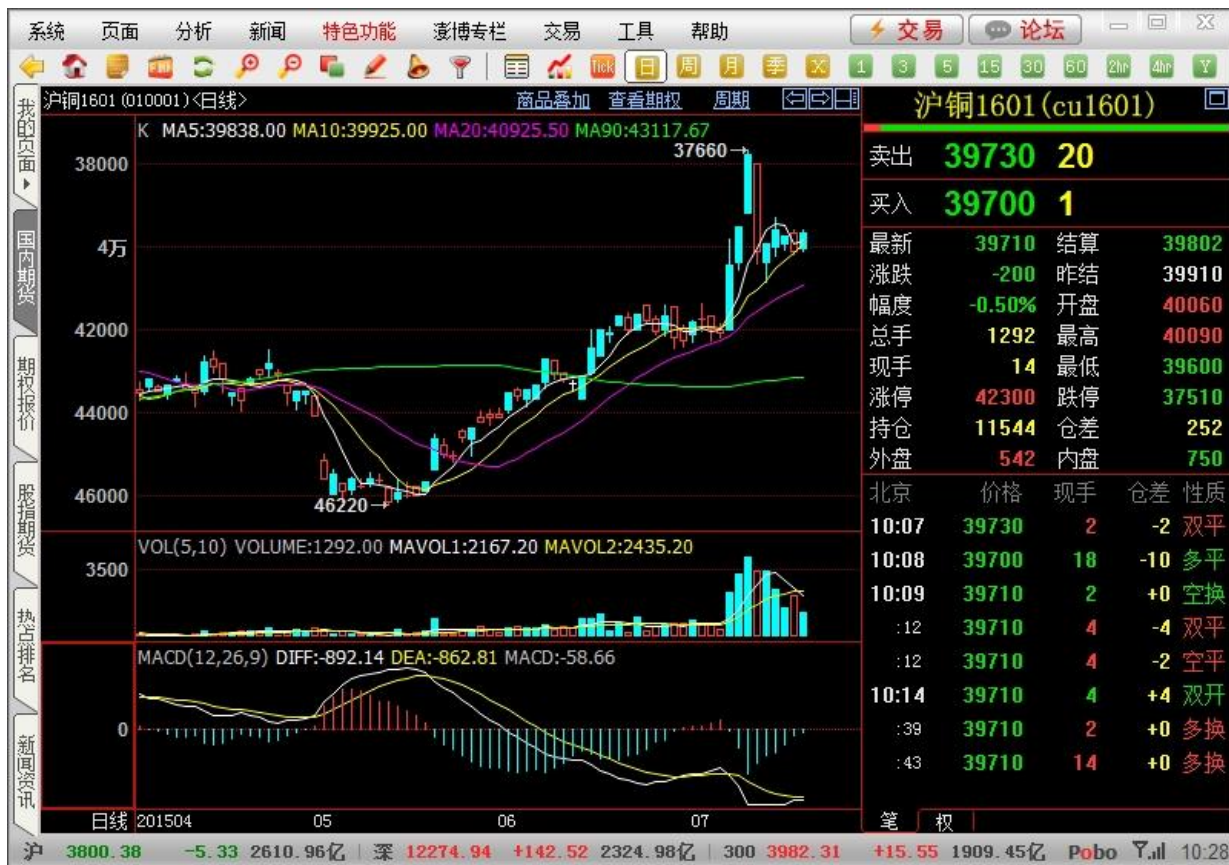 系统 页面 分析 新闻 特色功能 澎博专栏 交易 工具 帮助 交易 论坛
Tick 日 周 月 季 X 1 3 5 15 30 60 2hr 4hr Y
我的页面
国内期货
期权报价
股指期货
热点排名
新闻资讯
沪铜1601 (010001)<日线> 商品叠加 查看期权 周期
K MA5:39838.00 MA10:39925.00 MA20:40925.50 MA90:43117.67
37660
38000
4万
42000
44000
46000
46220
VOL(5,10) VOLUME:1292.00 MAVOL1:2167.20 MAVOL2:2435.20
3500
MACD(12,26,9) DIFF:-892.14 DEA:-862.81 MACD:-58.66
0
日线 201504 05 06 07
沪铜1601(cu1601)
卖出 39730 20
买入 39700 1
最新 39710 结算 39802
涨跌 -200 昨结 39910
幅度 -0.50% 开盘 40060
总手 1292 最高 40090
现手 14 最低 39600
涨停 42300 跌停 37510
持仓 11544 仓差 252
外盘 542 内盘 750
北京 价格 现手 仓差 性质
10:07 39730 2 -2 双平
10:08 39700 18 -10 多平
10:09 39710 2 +0 空换
:12 39710 4 -4 双平
:12 39710 4 -2 空平
10:14 39710 4 +4 双开
:39 39710 2 +0 多换
:43 39710 14 +0 多换
笔 权
沪 3800.38 -5.33 2610.96亿 深 12274.94 +142.52 2324.98亿 300 3982.31 +15.55 1909.45亿 Pobo